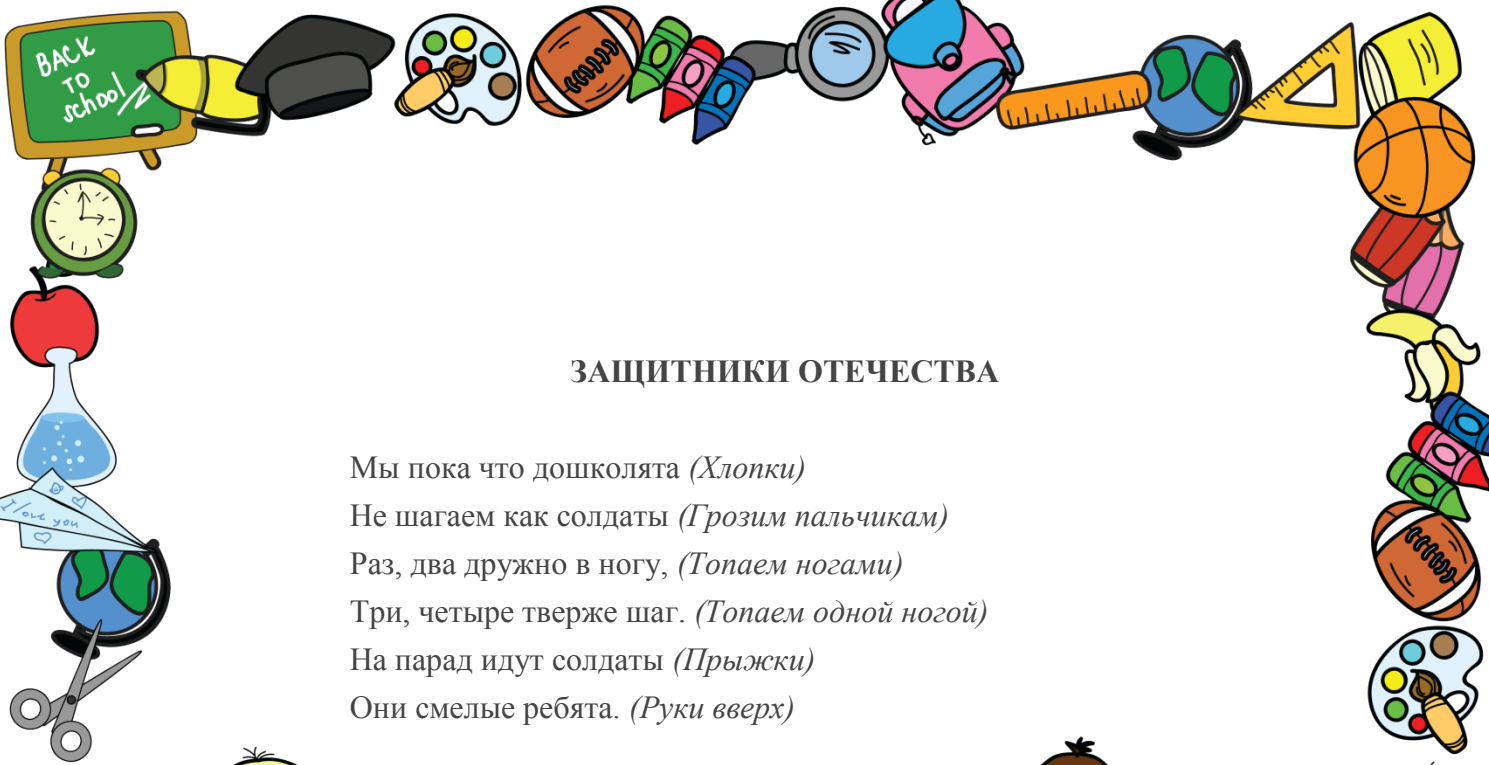 BACK
TO
school
ЗАЩИТНИКИ ОТЕЧЕСТВА
Мы пока что дошколята (Хлопки)
Не шагаем как солдаты (Грозим пальчикам)
Раз, два дружно в ногу, (Топаем ногами)
Три, четыре тверже шаг. (Топаем одной ногой)
На парад идут солдаты (Прыжки)
Они смелые ребята. (Руки вверх)
I love you